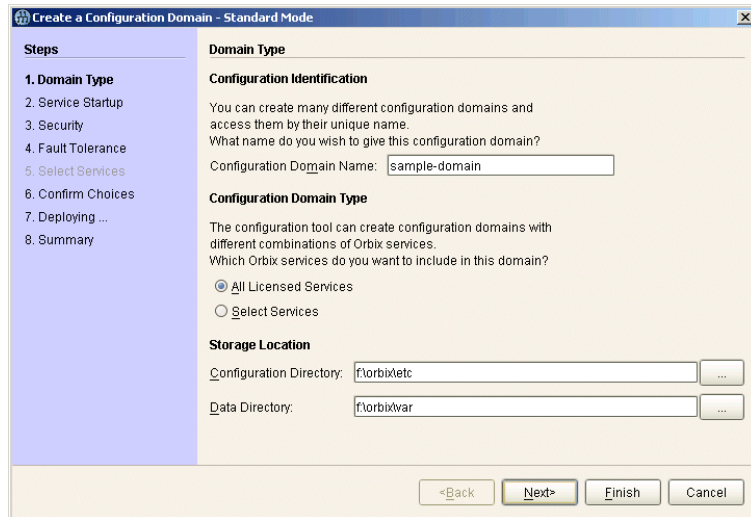 Create a Configuration Domain - Standard Mode
Steps
1. Domain Type
2. Service Startup
3. Security
4. Fault Tolerance
5. Select Services
6. Confirm Choices
7. Deploying ...
8. Summary
Domain Type
Configuration Identification
You can create many different configuration domains and
access them by their unique name.
What name do you wish to give this configuration domain?
Configuration Domain Name: sample-domain
Configuration Domain Type
The configuration tool can create configuration domains with
different combinations of Orbix services.
Which Orbix services do you want to include in this domain?
All Licensed Services
Select Services
Storage Location
Configuration Directory: f:\orbix\etc ...
Data Directory: f:\orbix\var ...
<Back Next> Finish Cancel